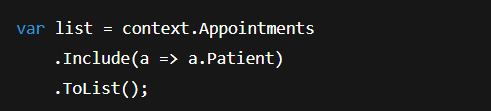 var list = context.Appointments
    .Include(a => a.Patient)
    .ToList();